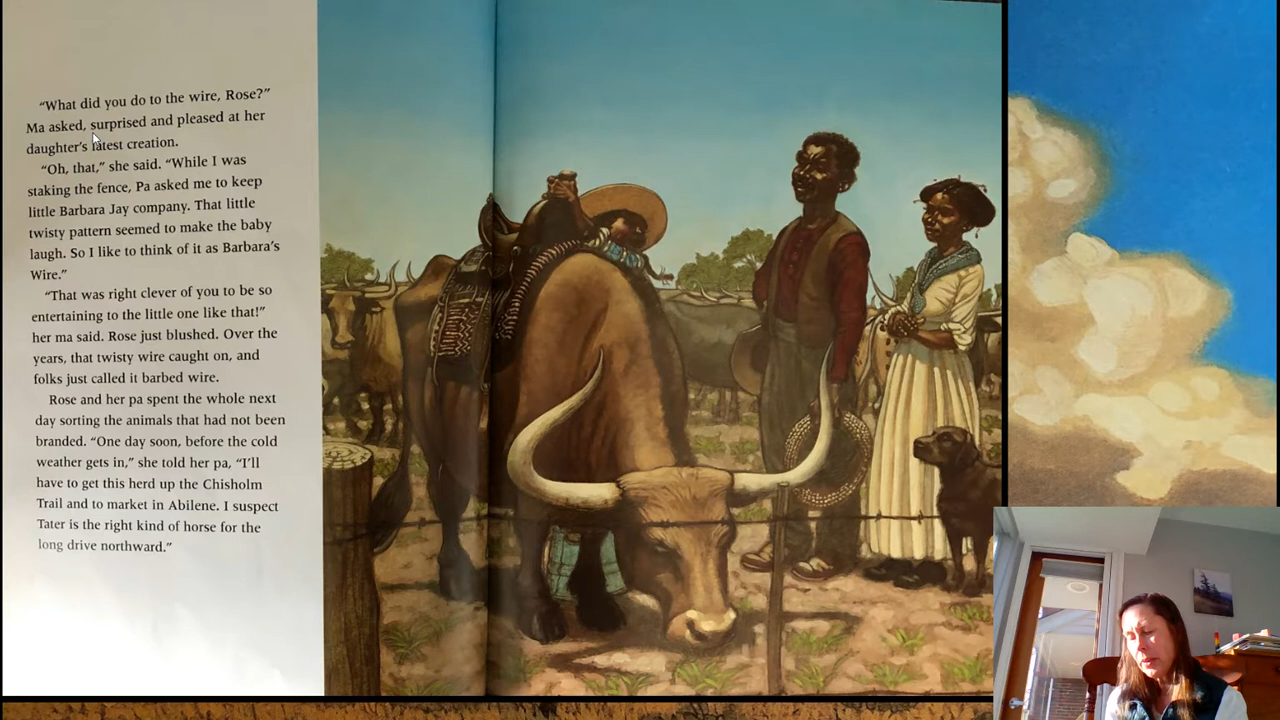 “What did you do to the wire, Rose?”
Ma asked, surprised and pleased at her
daughter’s latest creation.
“Oh, that,” she said. “While I was
staking the fence, Pa asked me to keep
little Barbara Jay company. That little
twisty pattern seemed to make the baby
laugh. So I like to think of it as Barbara’s
Wire.”
“That was right clever of you to be so
entertaining to the little one like that!”
her ma said. Rose just blushed. Over the
years, that twisty wire caught on, and
folks just called it barbed wire.
Rose and her pa spent the whole next
day sorting the animals that had not been
branded. “One day soon, before the cold
weather gets in,” she told her pa, “I’ll
have to get this herd up the Chisholm
Trail and to market in Abilene. I suspect
Tater is the right kind of horse for the
long drive northward.”